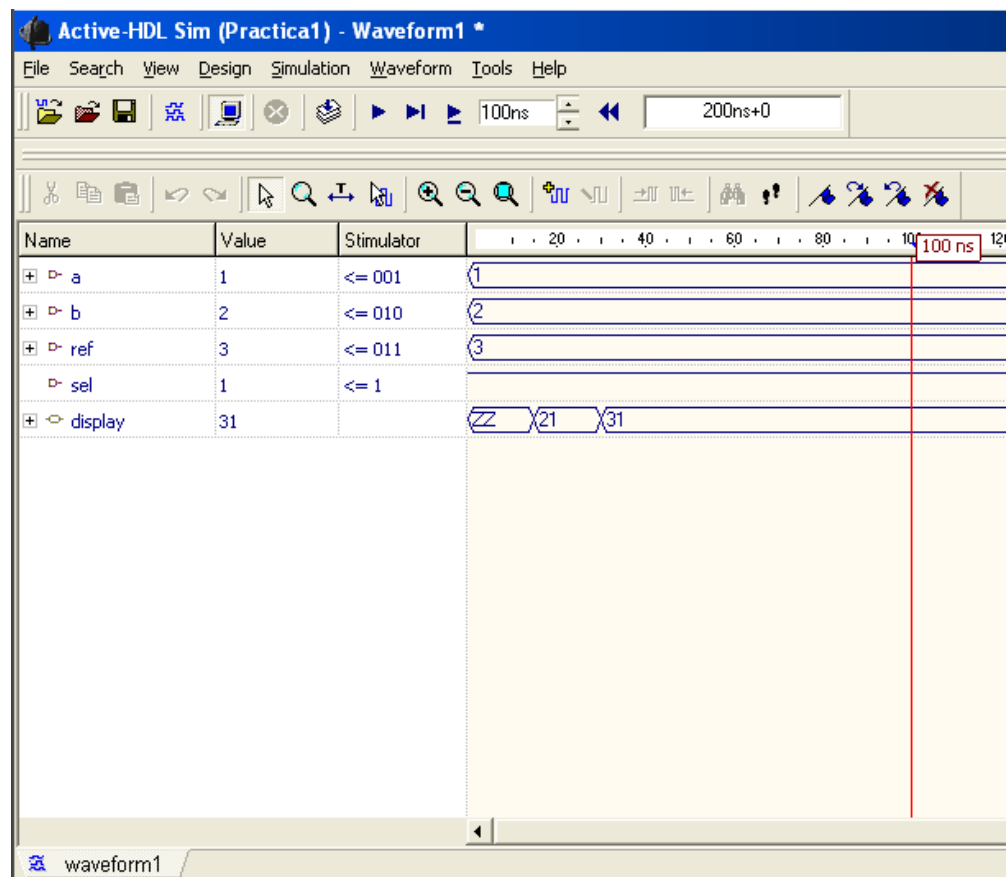 Active-HDL Sim (Practica1) - Waveform1 *
File Search View Design Simulation Waveform Tools Help
100ns 200ns+0
Name Value Stimulator 20 40 60 80 100 ns 120
a 1 <= 001 1
b 2 <= 010 2
ref 3 <= 011 3
sel 1 <= 1
display 31 ZZ 21 31
waveform1